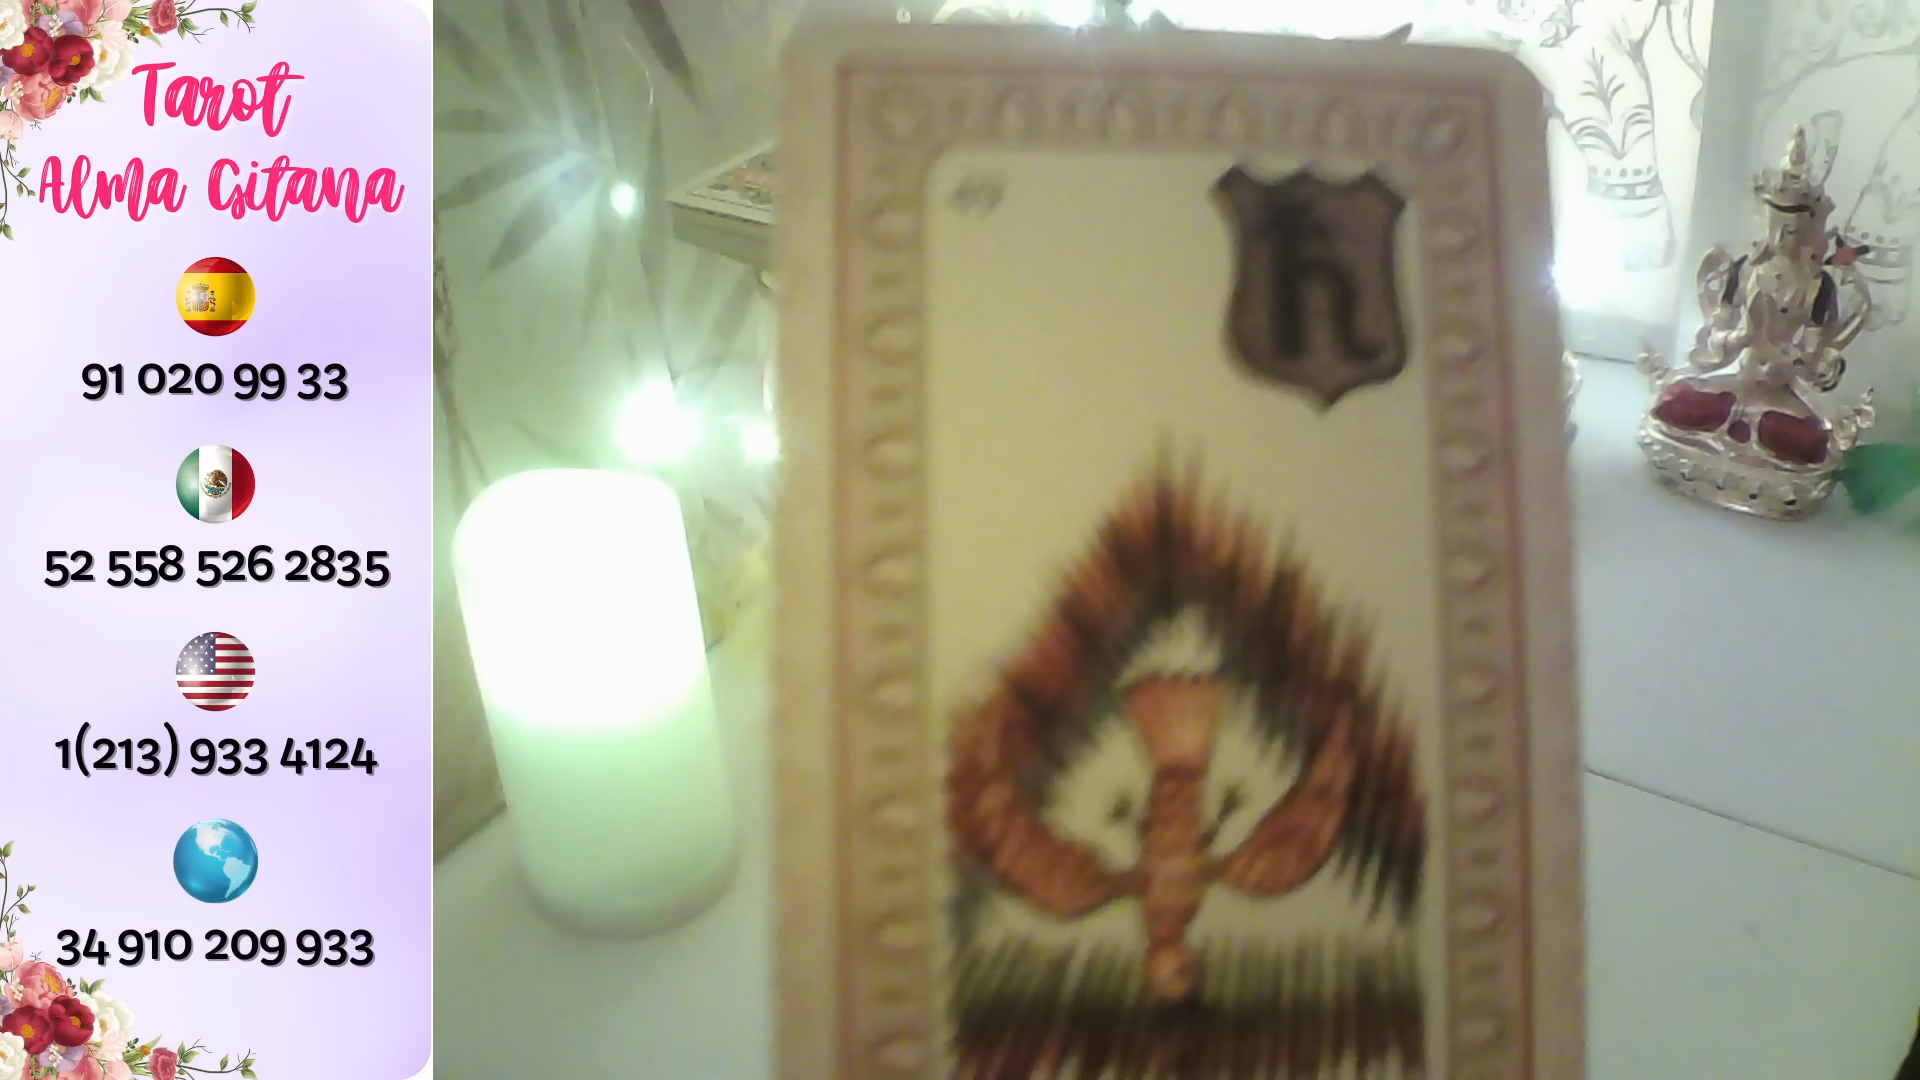 Tarot
Alma Gitana
91 020 99 33
52 558 526 2835
1(213) 933 4124
34 910 209 933
h